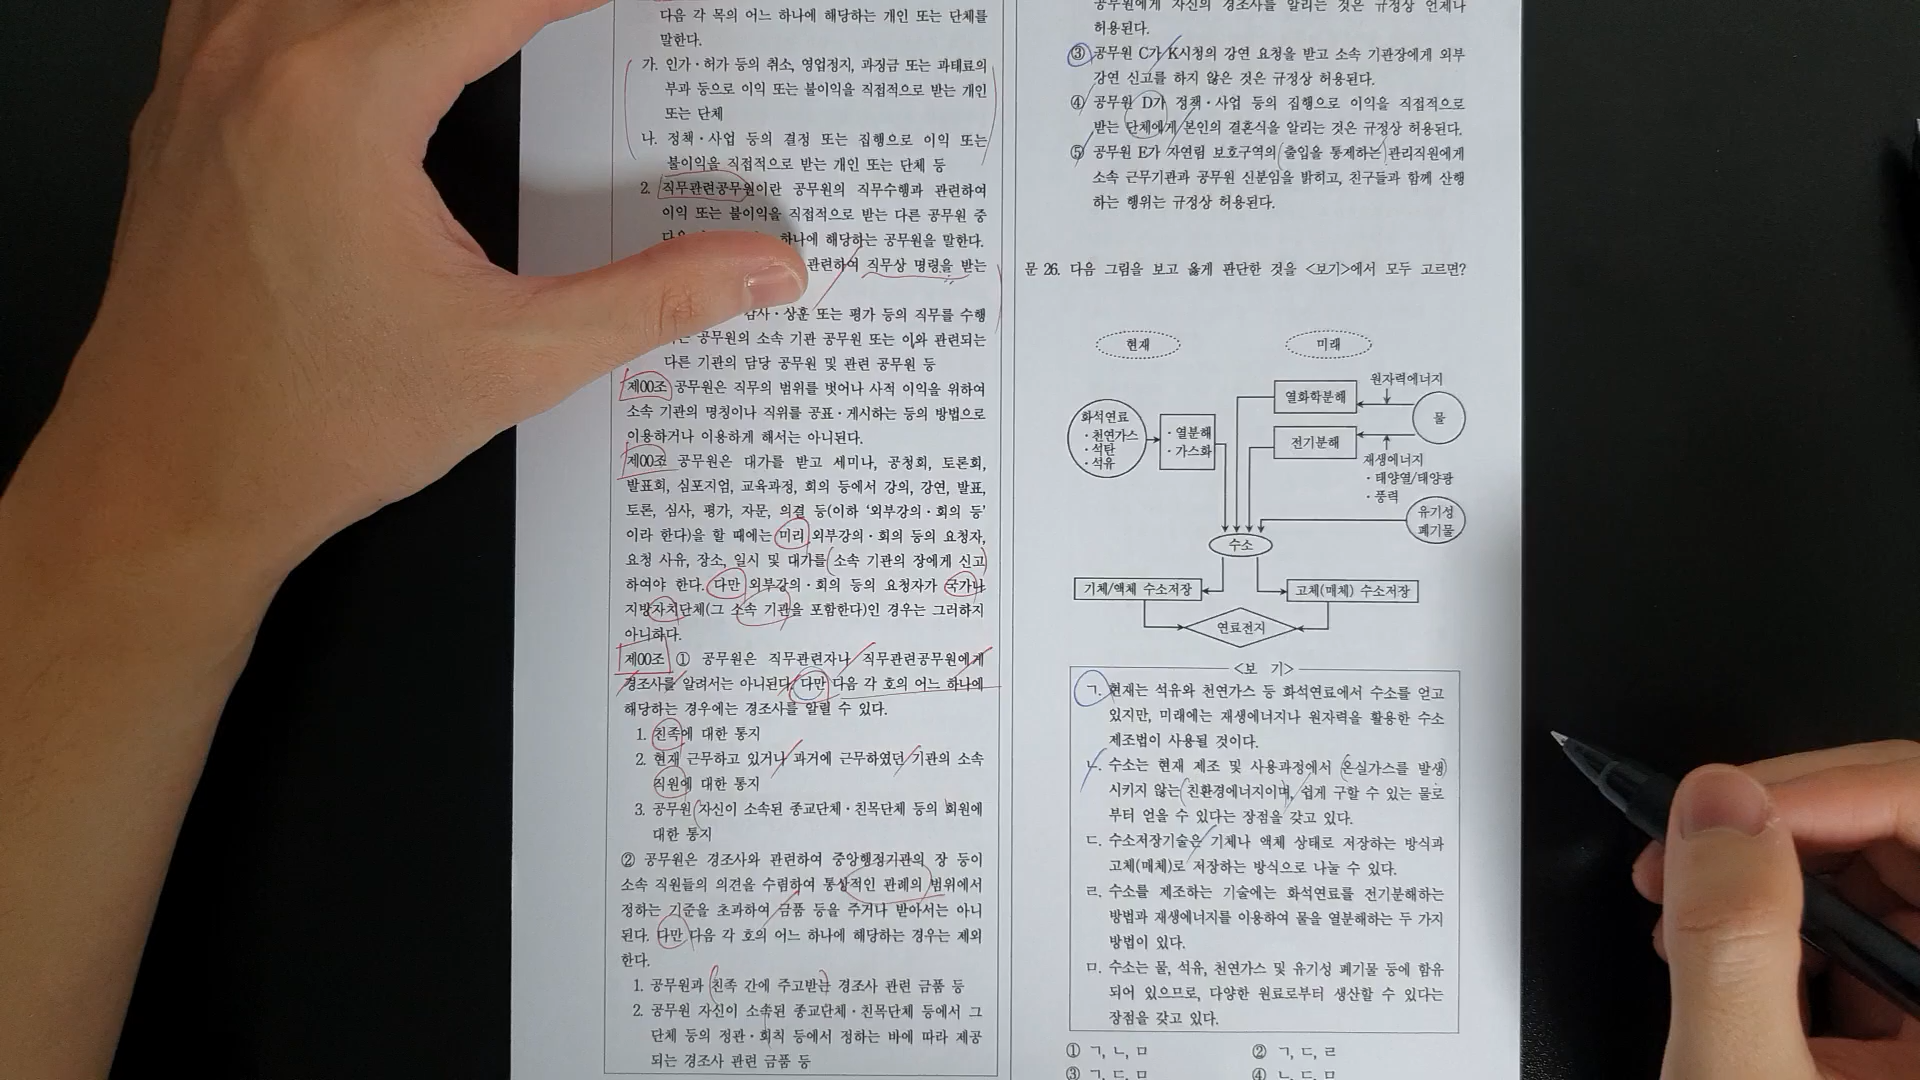 다음 각 목의 어느 하나에 해당하는 개인 또는 단체를
말한다.
가. 인가·허가 등의 취소, 영업정지, 과징금 또는 과태료의
부과 등으로 이익 또는 불이익을 직접적으로 받는 개인
또는 단체
나. 정책·사업 등의 결정 또는 집행으로 이익 또는
불이익을 직접적으로 받는 개인 또는 단체 등
2. 직무관련공무원이란 공무원의 직무수행과 관련하여
이익 또는 불이익을 직접적으로 받는 다른 공무원 중
하나에 해당하는 공무원을 말한다.
관련하여 직무상 명령을 받는
감사·상훈 또는 평가 등의 직무를 수행
공무원의 소속 기관 공무원 또는 이와 관련되는
다른 기관의 담당 공무원 및 관련 공무원 등
제00조 공무원은 직무의 범위를 벗어나 사적 이익을 위하여
소속 기관의 명칭이나 직위를 공표·게시하는 등의 방법으로
이용하거나 이용하게 해서는 아니된다.
제00조 공무원은 대가를 받고 세미나, 공청회, 토론회,
발표회, 심포지엄, 교육과정, 회의 등에서 강의, 강연, 발표,
토론, 심사, 평가, 자문, 의결 등(이하 '외부강의·회의 등'
이라 한다)을 할 때에는 미리 외부강의·회의 등의 요청자,
요청 사유, 장소, 일시 및 대가를 소속 기관의 장에게 신고
하여야 한다. 다만 외부강의·회의 등의 요청자가 국가나
지방자치단체(그 소속 기관을 포함한다)인 경우는 그러하지
아니하다.
제00조 ① 공무원은 직무관련자나 직무관련공무원에게
경조사를 알려서는 아니된다. 다만 다음 각 호의 어느 하나에
해당하는 경우에는 경조사를 알릴 수 있다.
1. 친족에 대한 통지
2. 현재 근무하고 있거나 과거에 근무하였던 기관의 소속
직원에 대한 통지
3. 공무원 자신이 소속된 종교단체·친목단체 등의 회원에
대한 통지
② 공무원은 경조사와 관련하여 중앙행정기관의 장 등이
소속 직원들의 의견을 수렴하여 통상적인 관례의 범위에서
정하는 기준을 초과하여 금품 등을 주거나 받아서는 아니
된다. 다만 다음 각 호의 어느 하나에 해당하는 경우는 제외
한다.
1. 공무원과 친족 간에 주고받는 경조사 관련 금품 등
2. 공무원 자신이 소속된 종교단체·친목단체 등에서 그
단체 등의 정관·회칙 등에서 정하는 바에 따라 제공
되는 경조사 관련 금품 등
공무원에게 자신의 경조사를 알리는 것은 규정상 언제나
허용된다.
③ 공무원 C가 K시청의 강연 요청을 받고 소속 기관장에게 외부
강연 신고를 하지 않은 것은 규정상 허용된다.
④ 공무원 D가 정책·사업 등의 집행으로 이익을 직접적으로
받는 단체에게 본인의 결혼식을 알리는 것은 규정상 허용된다.
⑤ 공무원 E가 자연림 보호구역의 출입을 통제하는 관리직원에게
소속 근무기관과 공무원 신분임을 밝히고, 친구들과 함께 산행
하는 행위는 규정상 허용된다.
문 26. 다음 그림을 보고 옳게 판단한 것을 <보기>에서 모두 고르면?
현재
미래
원자력에너지
열화학분해
물
화석연료
·천연가스
·석탄
·석유
·열분해
·가스화
전기분해
재생에너지
·태양열/태양광
·풍력
유기성
폐기물
수소
기체/액체 수소저장
고체(매체) 수소저장
연료전지
<보 기>
ㄱ. 현재는 석유와 천연가스 등 화석연료에서 수소를 얻고
있지만, 미래에는 재생에너지나 원자력을 활용한 수소
제조법이 사용될 것이다.
ㄴ. 수소는 현재 제조 및 사용과정에서 온실가스를 발생
시키지 않는 친환경에너지이며, 쉽게 구할 수 있는 물로
부터 얻을 수 있다는 장점을 갖고 있다.
ㄷ. 수소저장기술은 기체나 액체 상태로 저장하는 방식과
고체(매체)로 저장하는 방식으로 나눌 수 있다.
ㄹ. 수소를 제조하는 기술에는 화석연료를 전기분해하는
방법과 재생에너지를 이용하여 물을 열분해하는 두 가지
방법이 있다.
ㅁ. 수소는 물, 석유, 천연가스 및 유기성 폐기물 등에 함유
되어 있으므로, 다양한 원료로부터 생산할 수 있다는
장점을 갖고 있다.
① ㄱ, ㄴ, ㅁ
② ㄱ, ㄷ, ㄹ
③ ㄱ, ㄷ, ㅁ
④ ㄴ, ㄷ, ㅁ